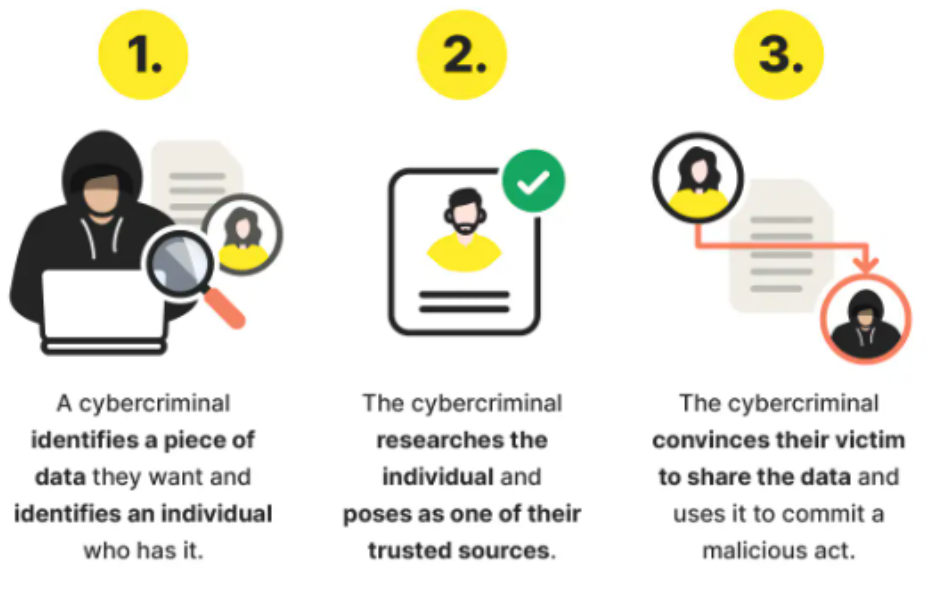 1.
A cybercriminal
identifies a piece of
data they want and
identifies an individual
who has it.
2.
The cybercriminal
researches the
individual and
poses as one of their
trusted sources.
3.
The cybercriminal
convinces their victim
to share the data and
uses it to commit a
malicious act.